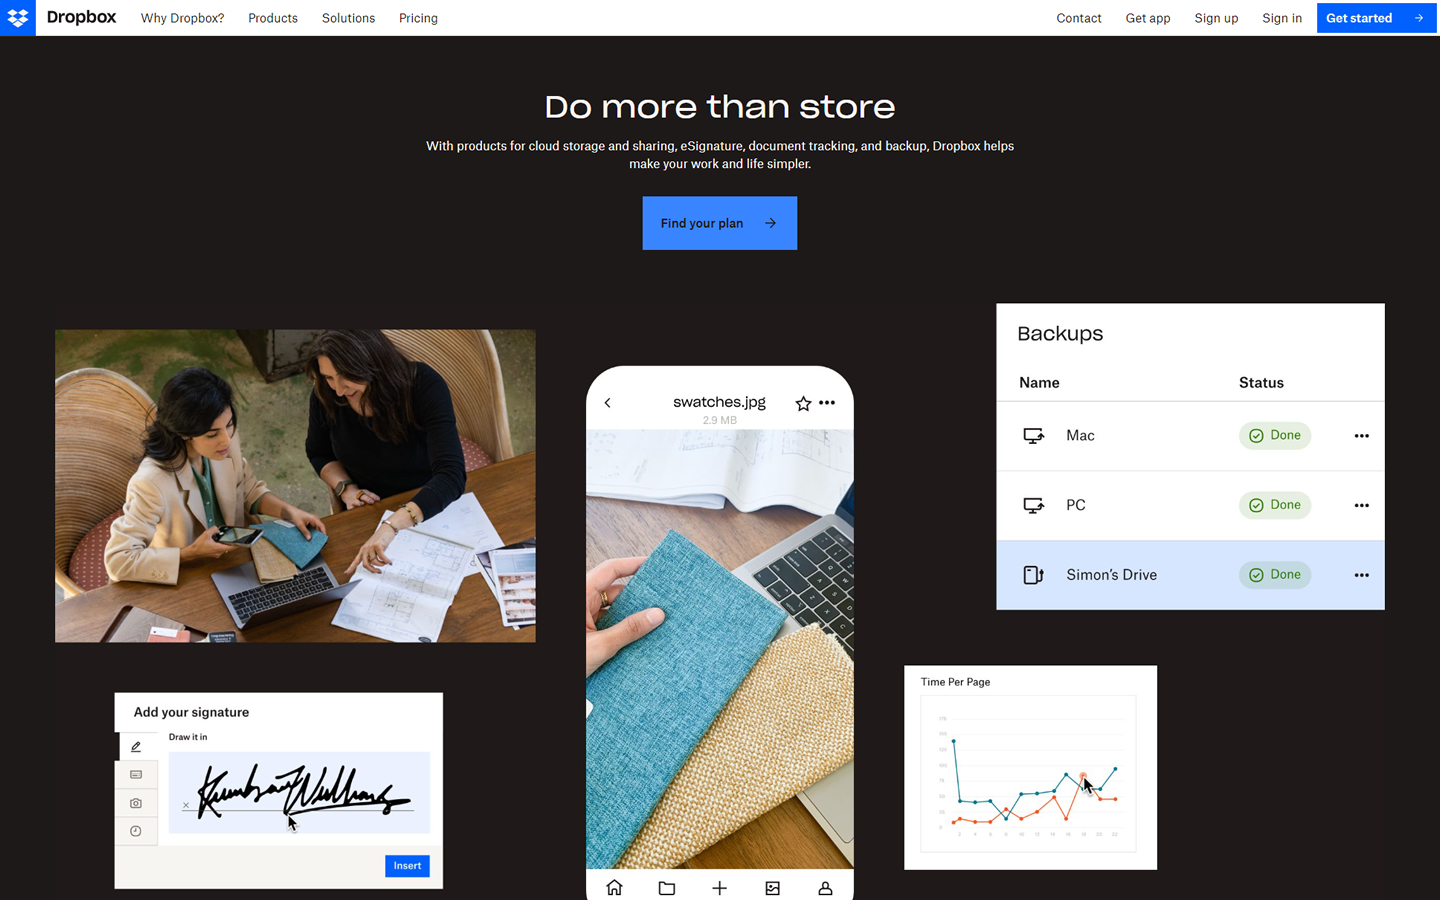 Dropbox
Why Dropbox?
Products
Solutions
Pricing
Contact
Get app
Sign up
Sign in
Get started
Do more than store
With products for cloud storage and sharing, eSignature, document tracking, and backup, Dropbox helps
make your work and life simpler.
Find your plan
swatches.jpg
2.9 MB
Backups
Name Status
Mac Done
PC Done
Simon's Drive Done
Add your signature
Draw it in
Insert
Time Per Page